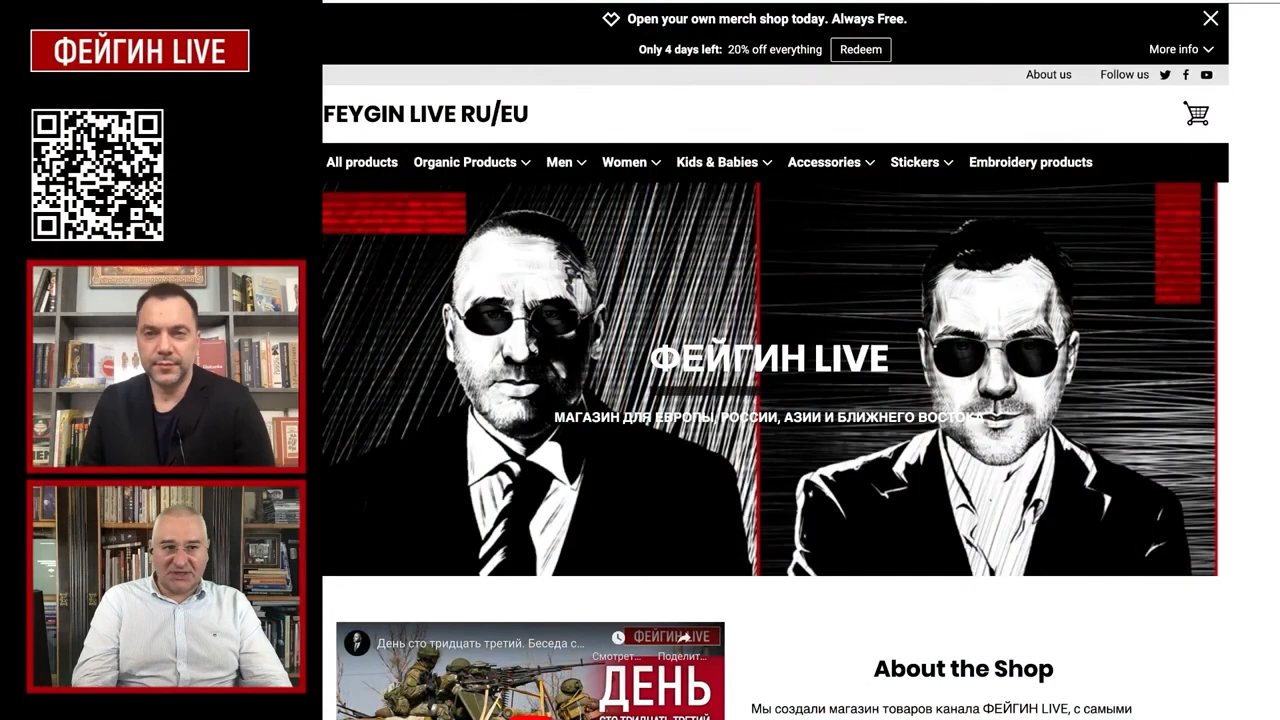 ФЕЙГИН LIVE
Open your own merch shop today. Always Free.
Only 4 days left: 20% off everything Redeem
More info
About us Follow us
FEYGIN LIVE RU/EU
All products Organic Products Men Women Kids & Babies Accessories Stickers Embroidery products
ФЕЙГИН LIVE
МАГАЗИН ДЛЯ ЕВРОПЫ, РОССИИ, АЗИИ И БЛИЖНЕГО ВОСТОКА
День сто тридцать третий. Беседа с...
ФЕЙГИН LIVE
Смотрет... Поделит...
ДЕНЬ
СТО ТРИДЦАТЬ ТРЕТИЙ
About the Shop
Мы создали магазин товаров канала ФЕЙГИН LIVE, с самыми